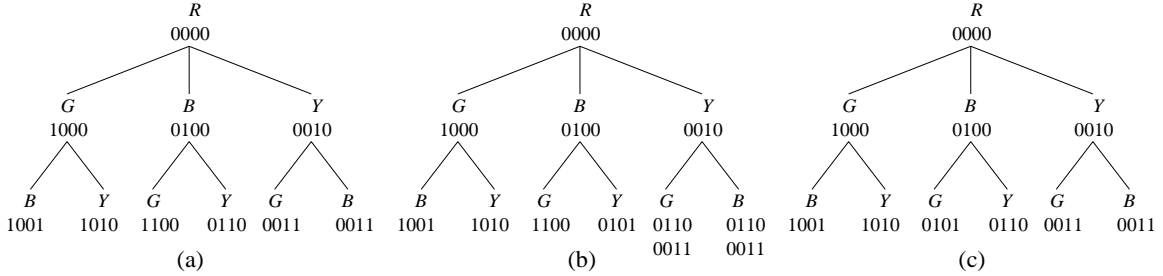 R R R
0000 0000 0000
G B Y G B Y G B Y
1000 0100 0010 1000 0100 0010 1000 0100 0010
B Y G Y G B B Y G Y G B B Y G Y G B
1001 1010 1100 0110 0011 0011 1001 1010 1100 0101 0110 0110 1001 1010 0101 0110 0011 0011
0011 0011
(a) (b) (c)